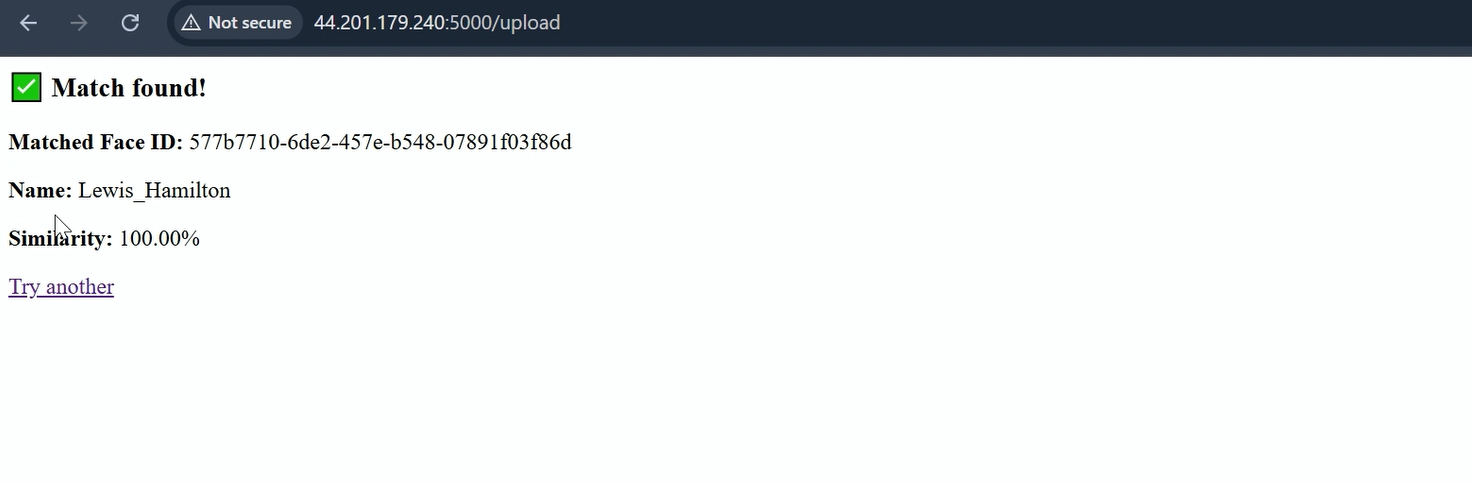 Not secure 44.201.179.240:5000/upload
Match found!
Matched Face ID: 577b7710-6de2-457e-b548-07891f03f86d
Name: Lewis_Hamilton
Similarity: 100.00%
Try another